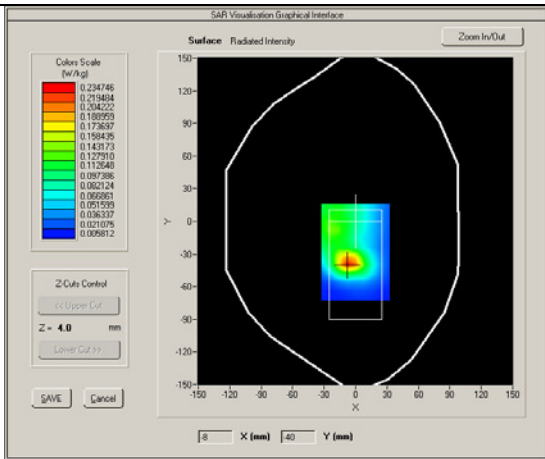 SAR Visualisation Graphical Interface
Surface Radiated Intensity
Zoom In/Out
Colors Scale
(W/kg)
0.234746
0.219484
0.204222
0.188959
0.173697
0.158435
0.143173
0.127910
0.112648
0.097386
0.082124
0.066861
0.051599
0.036337
0.021075
0.005812
Z-Cuts Control
<< Upper Cut
Z = 4.0 mm
Lower Cut >>
SAVE
Cancel
150-
120-
90-
60-
30-
0-
-30-
-60-
-90-
-120-
-150-
Y
-150 -120 -90 -60 -30 0 30 60 90 120 150
X
-8 X (mm) -40 Y (mm)